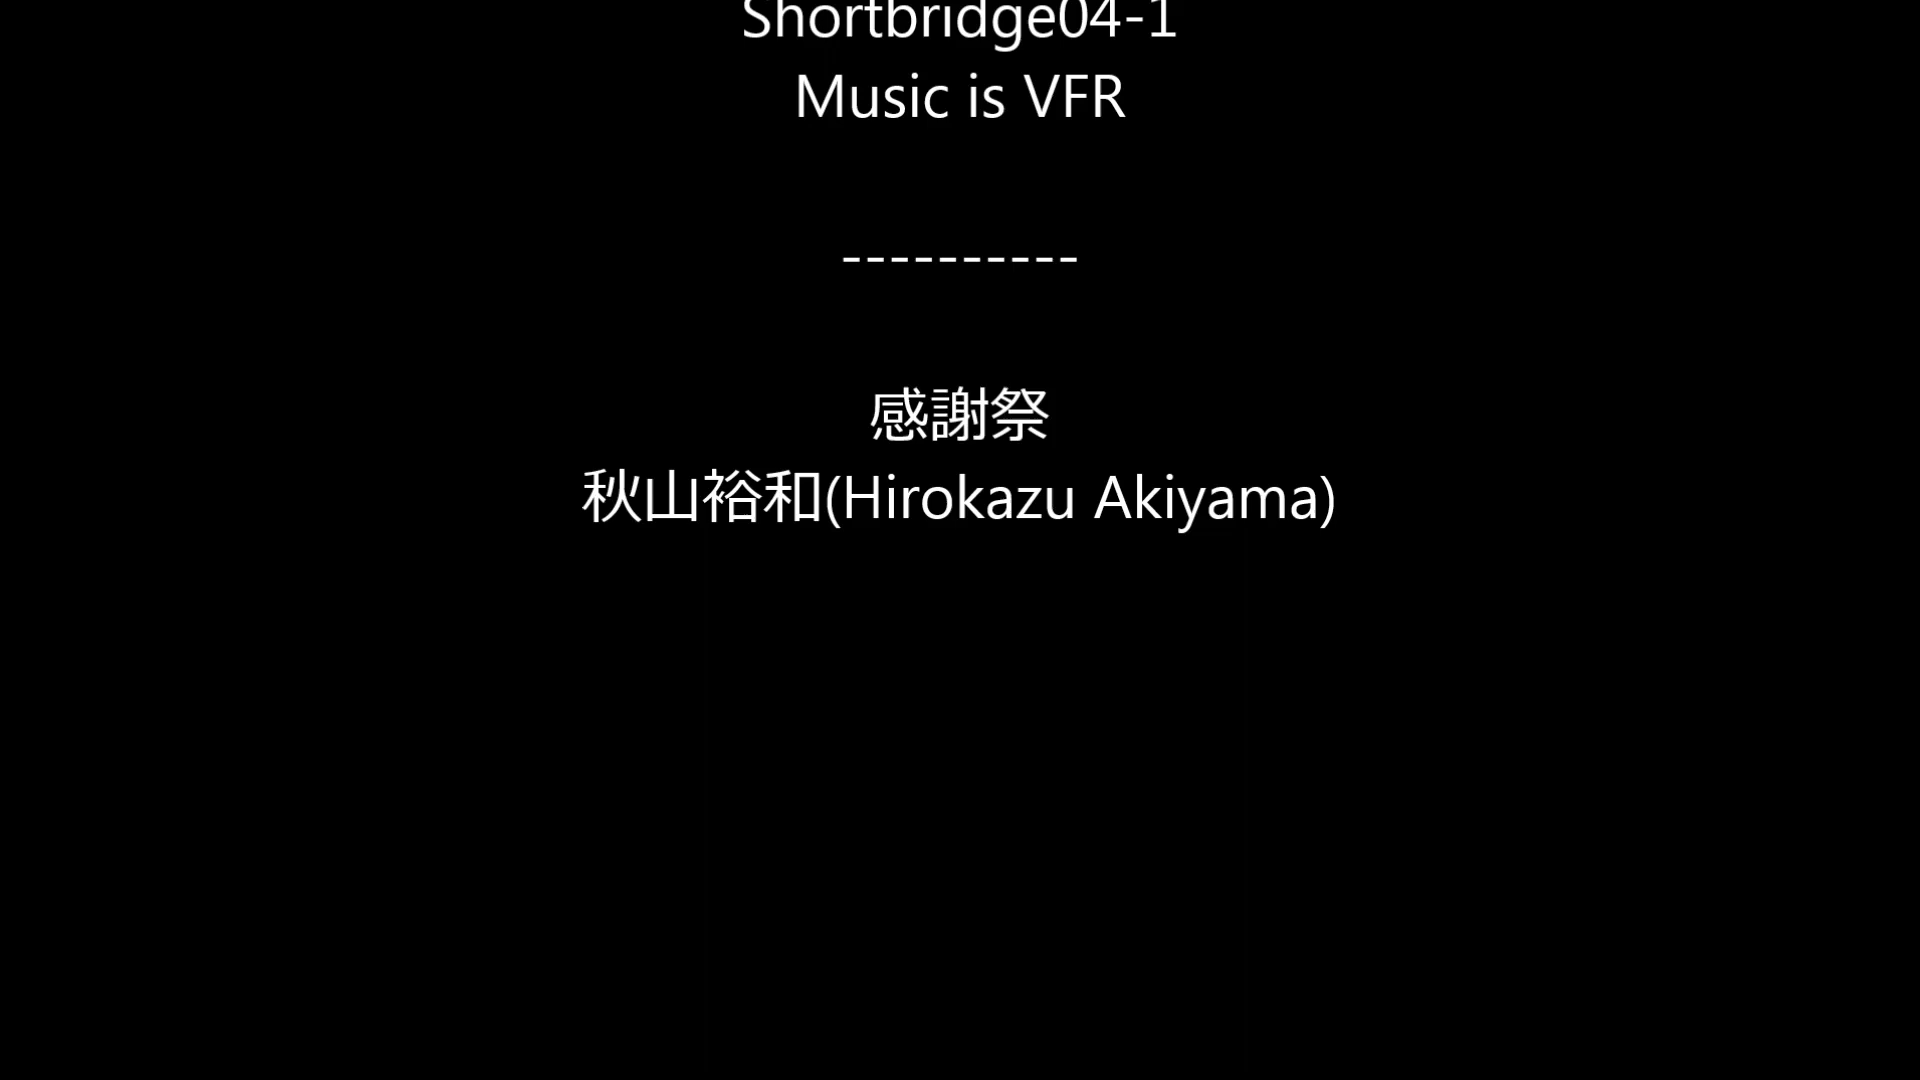 Shortbridge04-1
Music is VFR
----------
感謝祭
秋山裕和(Hirokazu Akiyama)